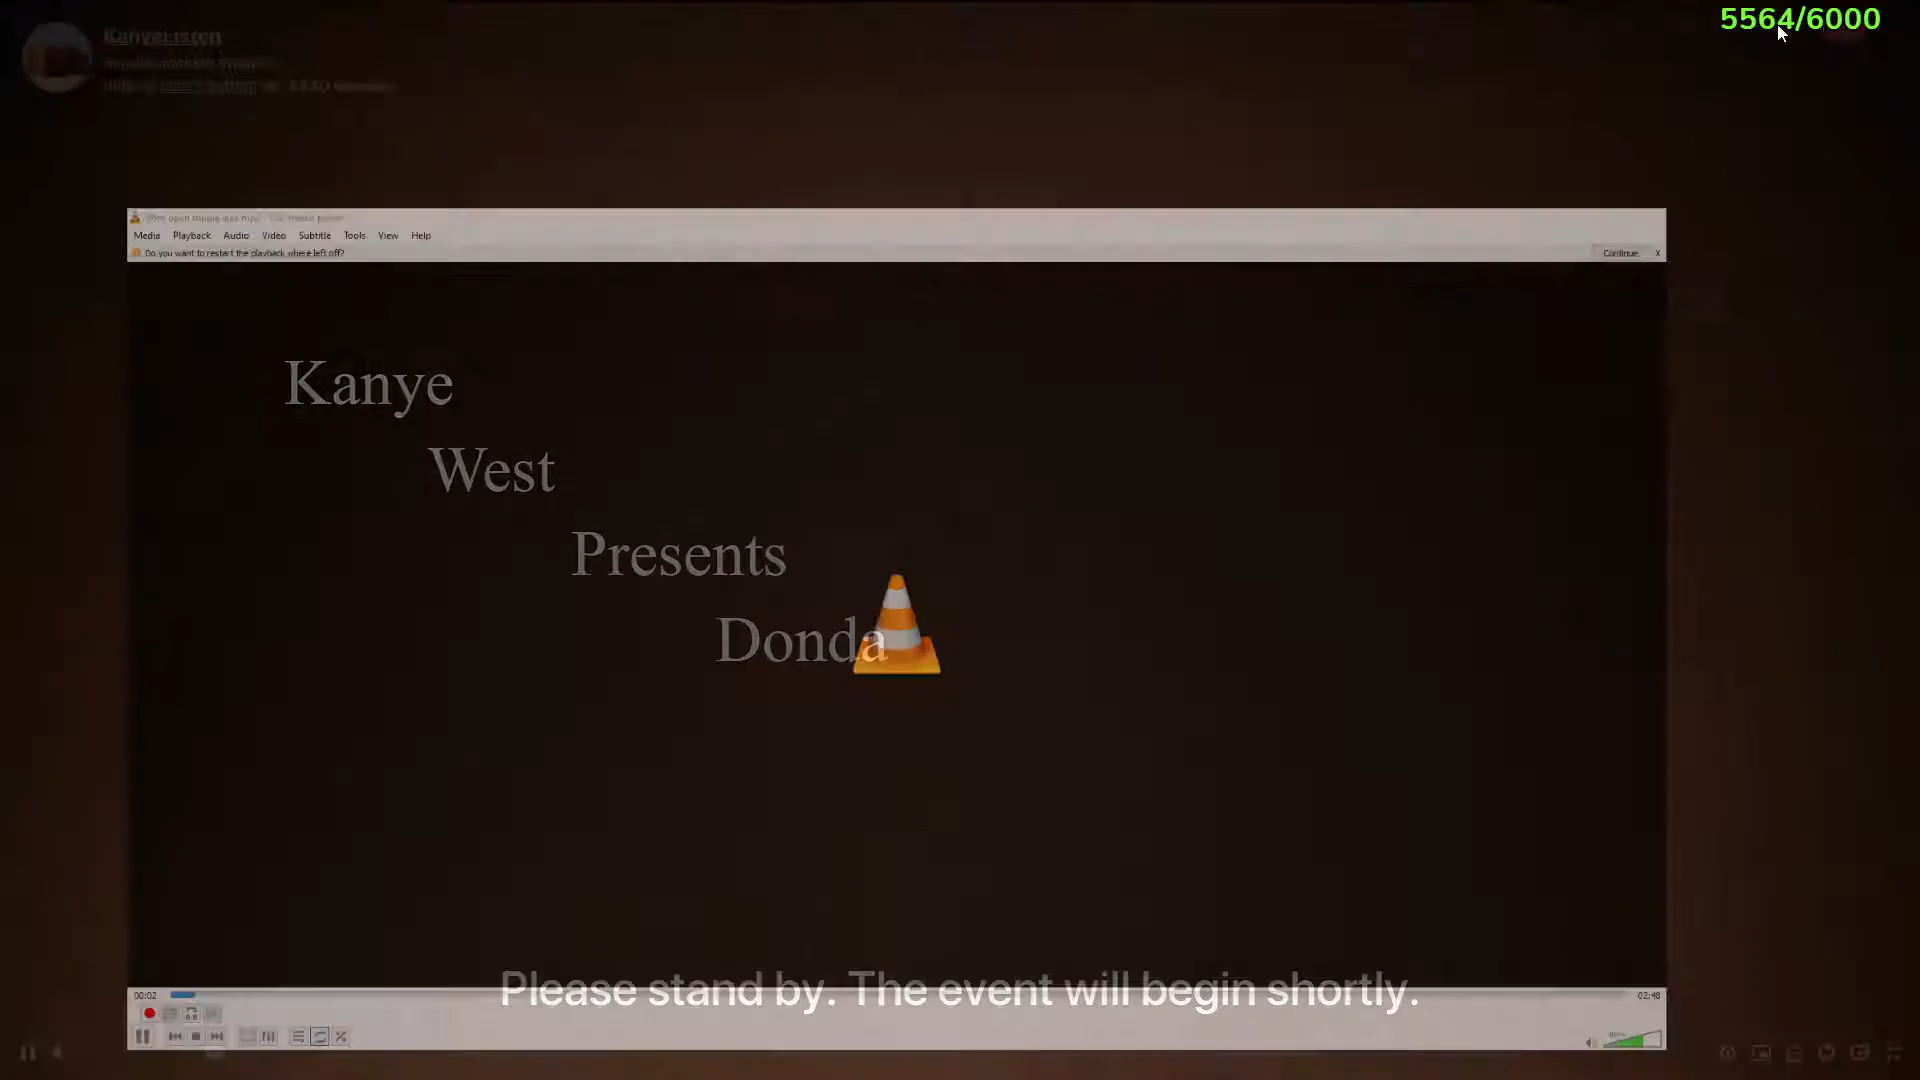 5564/6000
KanyeListen
Media Playback Audio Video Subtitle Tools View Help
Do you want to restart the playback where left off?
Continue
x
Kanye
West
Presents
Donda
Please stand by. The event will begin shortly.
00:02
02:48